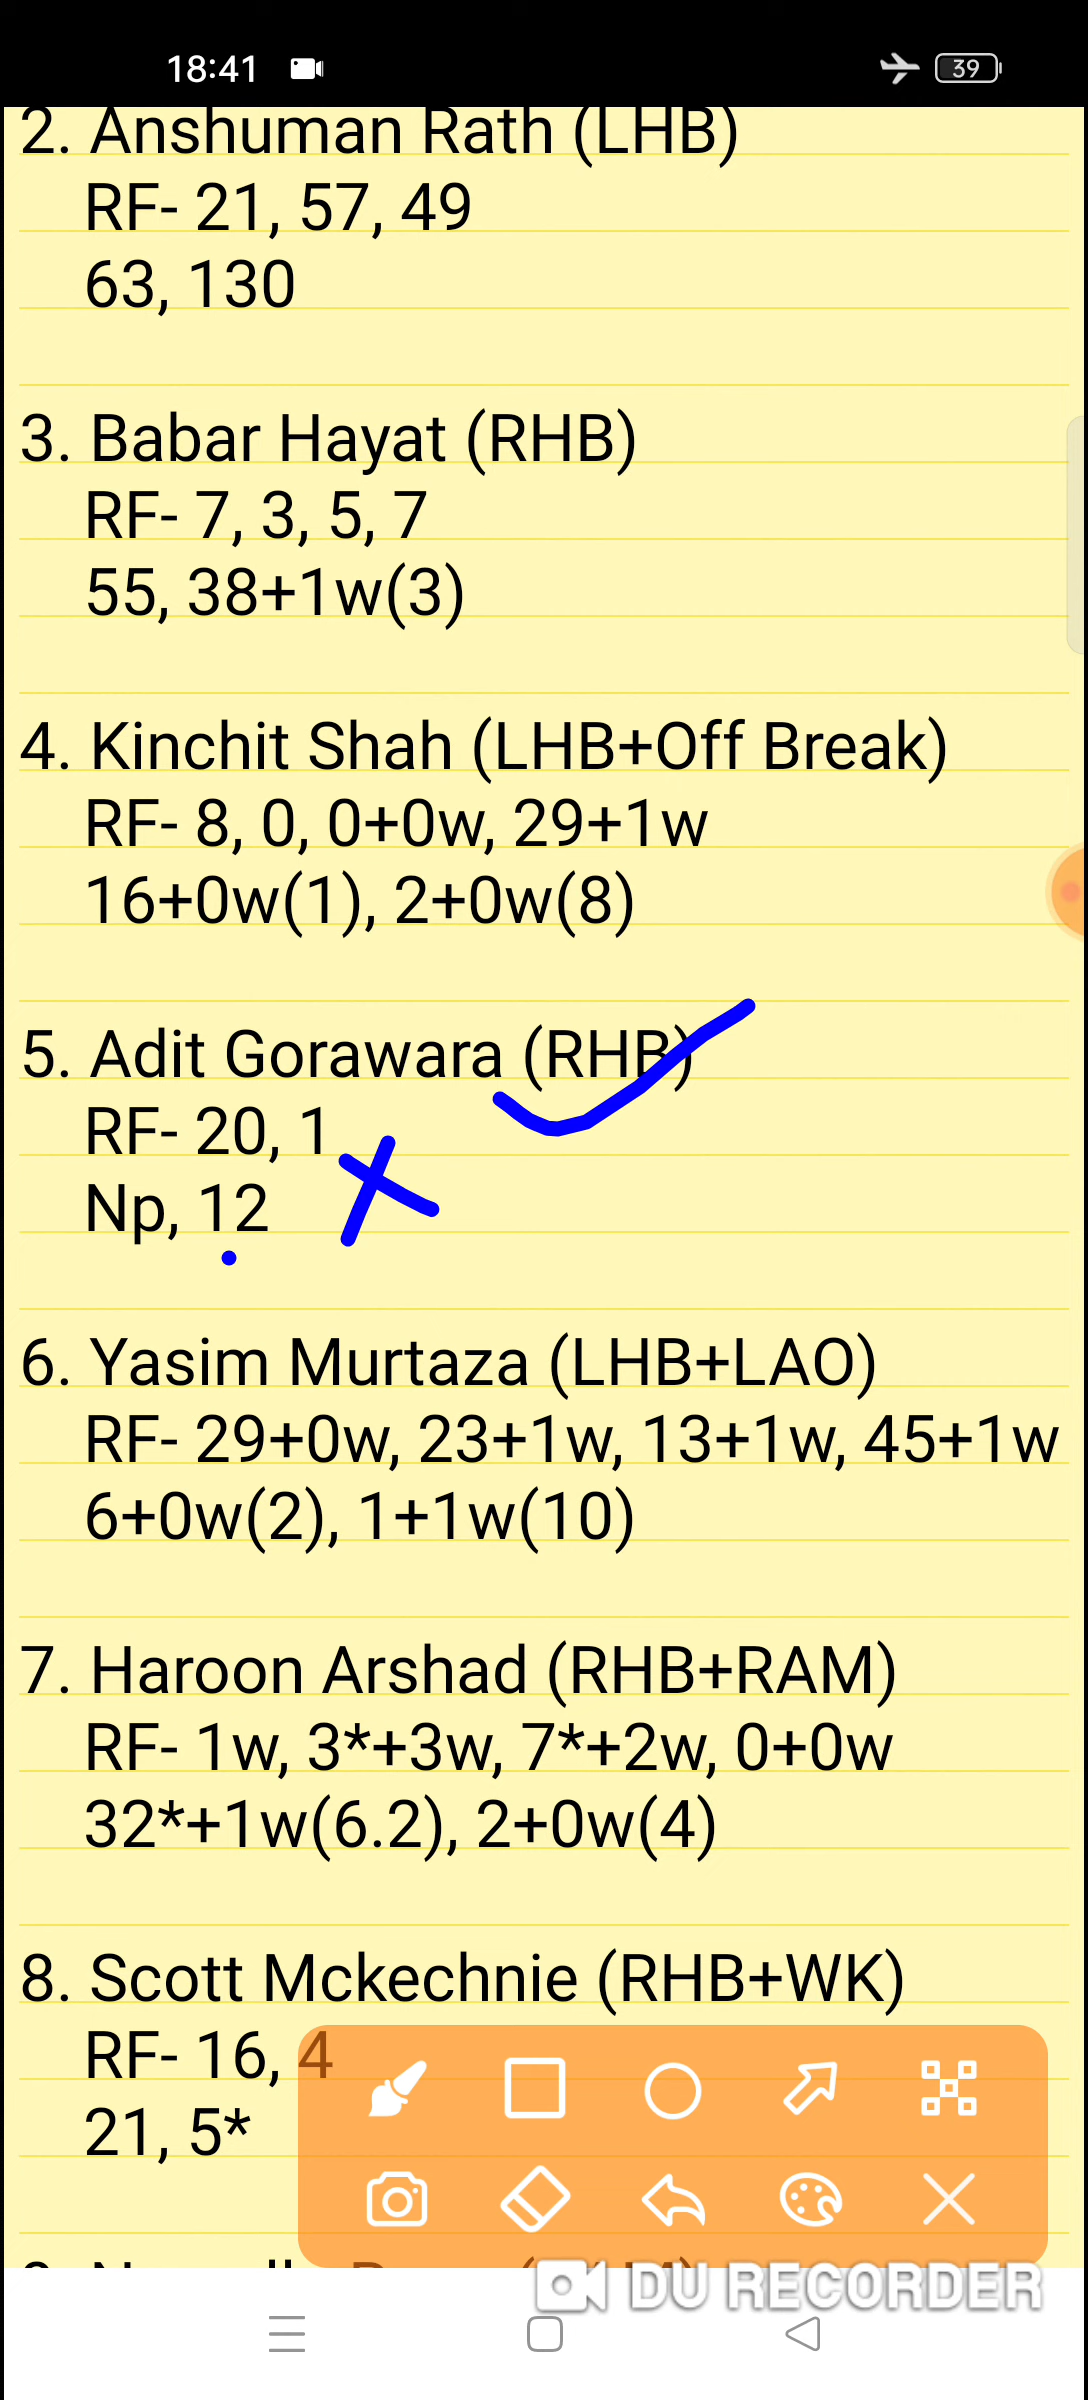 18:41
39
2. Anshuman Rath (LHB)
RF- 21, 57, 49
63, 130
3. Babar Hayat (RHB)
RF- 7, 3, 5, 7
55, 38+1w(3)
4. Kinchit Shah (LHB+Off Break)
RF- 8, 0, 0+0w, 29+1w
16+0w(1), 2+0w(8)
5. Adit Gorawara (RHB)
RF- 20, 1
Np, 12
6. Yasim Murtaza (LHB+LAO)
RF- 29+0w, 23+1w, 13+1w, 45+1w
6+0w(2), 1+1w(10)
7. Haroon Arshad (RHB+RAM)
RF- 1w, 3*+3w, 7*+2w, 0+0w
32*+1w(6.2), 2+0w(4)
8. Scott Mckechnie (RHB+WK)
RF- 16, 4
21, 5*
DU RECORDER